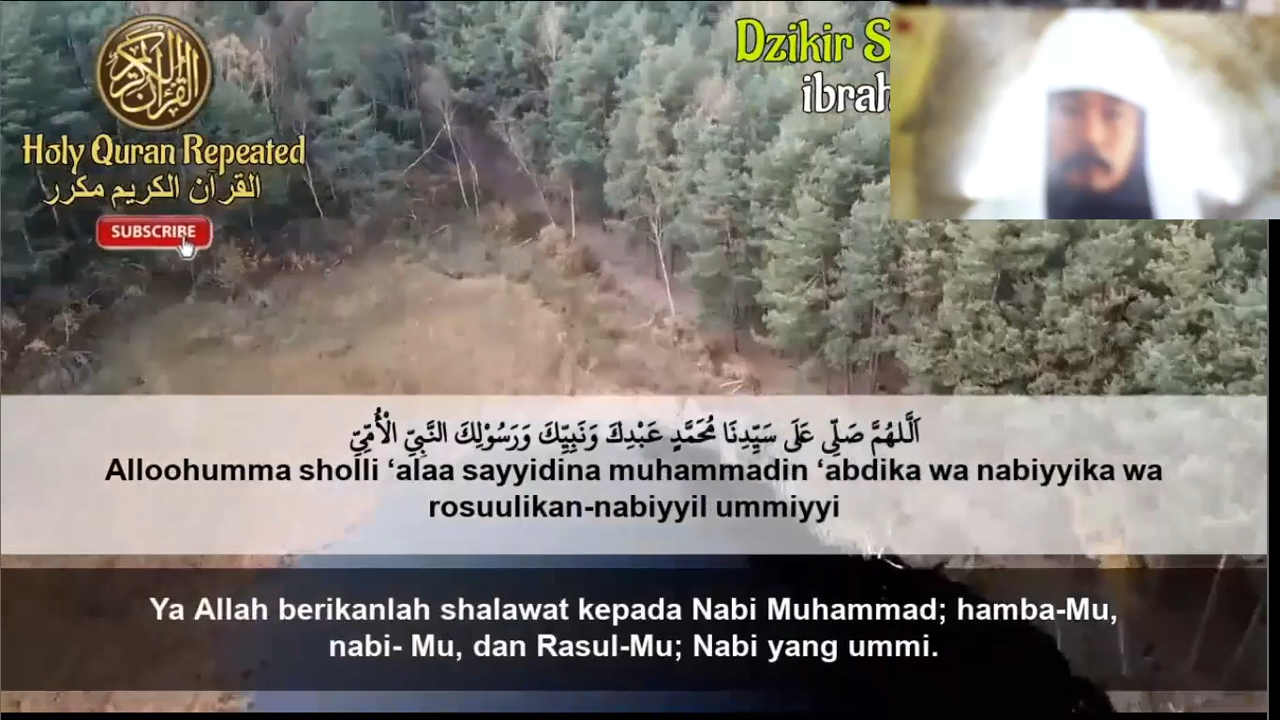 Holy Quran Repeated
القرآن الكريم مكرر
SUBSCRIBE
Dzikir
اَللّٰهُمَّ صَلِّى عَلَى سَيِّدِنَا مُحَمَّدٍ عَبْدِكَ وَنَبِيِّكَ وَرَسُوْلِكَ النَّبِيِّ الْأُمِّيِّ
Alloohumma sholli ‘alaa sayyidina muhammadin ‘abdika wa nabiyyika wa
rosuulikan-nabiyyil ummiyyi
Ya Allah berikanlah shalawat kepada Nabi Muhammad; hamba-Mu,
nabi- Mu, dan Rasul-Mu; Nabi yang ummi.